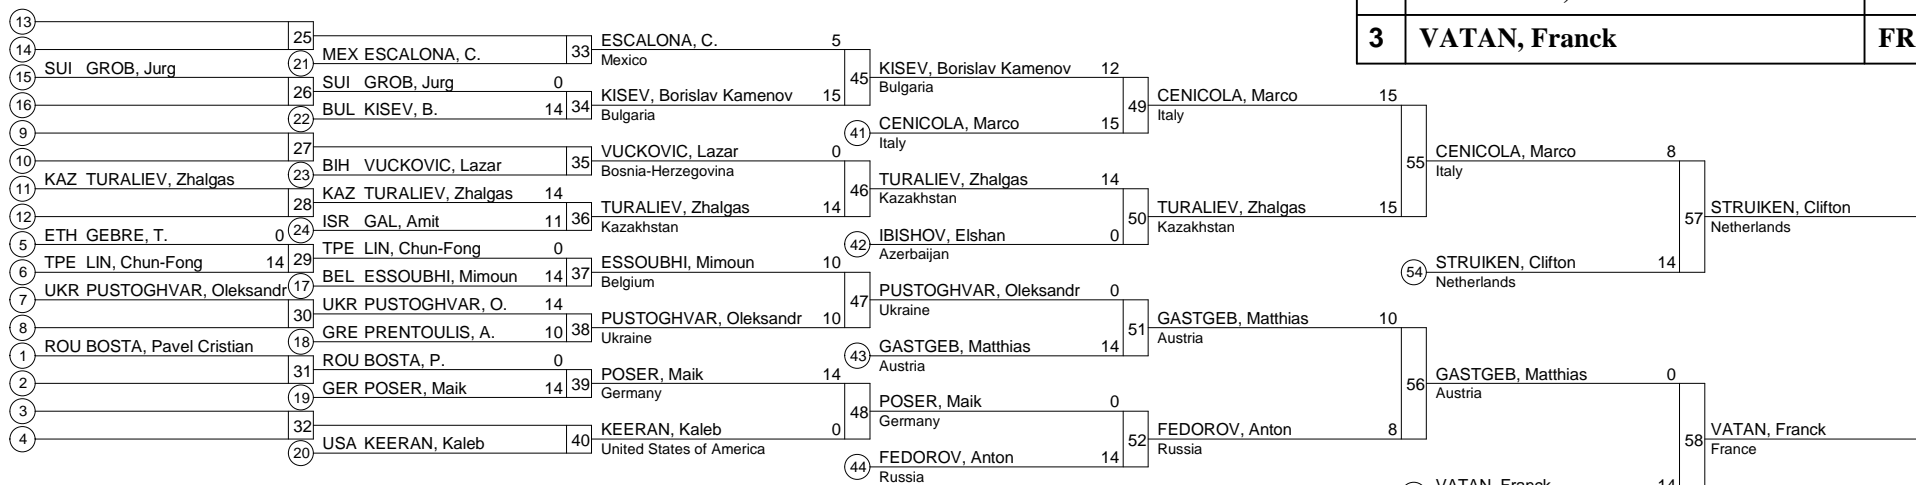 3 VATAN, Franck FR
13
14
SUI GROB, Jurg
15
16
9
10
KAZ TURALIEV, Zhalgas
11
12
ETH GEBRE, T. 0
5
TPE LIN, Chun-Fong 14
6
UKR PUSTOGHVAR, Oleksandr
7
8
ROU BOSTA, Pavel Cristian
1
2
3
4
25
MEX ESCALONA, C.
21
SUI GROB, Jurg 0
26
BUL KISEV, B. 14
22
27
BIH VUCKOVIC, Lazar
23
KAZ TURALIEV, Zhalgas 14
28
ISR GAL, Amit 11
24
TPE LIN, Chun-Fong 0
29
BEL ESSOUBHI, Mimoun 14
17
UKR PUSTOGHVAR, O. 14
30
GRE PRENTOULIS, A. 10
18
ROU BOSTA, P. 0
31
GER POSER, Maik 14
19
32
USA KEERAN, Kaleb
20
33
ESCALONA, C. 5
Mexico
34
KISEV, Borislav Kamenov 15
Bulgaria
35
VUCKOVIC, Lazar 0
Bosnia-Herzegovina
36
TURALIEV, Zhalgas 14
Kazakhstan
37
ESSOUBHI, Mimoun 10
Belgium
38
PUSTOGHVAR, Oleksandr 10
Ukraine
39
POSER, Maik 14
Germany
40
KEERAN, Kaleb 0
United States of America
45
KISEV, Borislav Kamenov 12
Bulgaria
41
CENICOLA, Marco 15
Italy
46
TURALIEV, Zhalgas 14
Kazakhstan
42
IBISHOV, Elshan 0
Azerbaijan
47
PUSTOGHVAR, Oleksandr 0
Ukraine
43
GASTGEB, Matthias 14
Austria
48
POSER, Maik 0
Germany
44
FEDOROV, Anton 14
Russia
49
CENICOLA, Marco 15
Italy
50
TURALIEV, Zhalgas 15
Kazakhstan
51
GASTGEB, Matthias 10
Austria
52
FEDOROV, Anton 8
Russia
55
CENICOLA, Marco 8
Italy
54
STRUIKEN, Clifton 14
Netherlands
56
GASTGEB, Matthias 0
Austria
VATAN, Franck 14
57
STRUIKEN, Clifton
Netherlands
58
VATAN, Franck
France